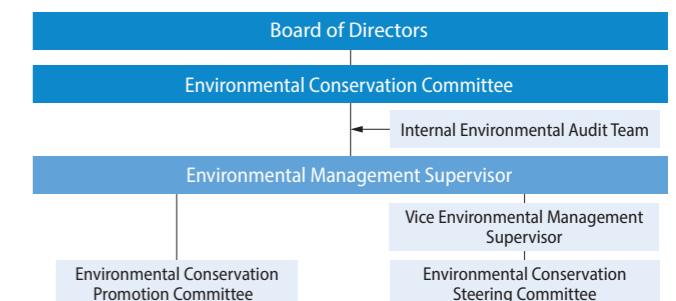 Board of Directors
Environmental Conservation Committee
Internal Environmental Audit Team
Environmental Management Supervisor
Vice Environmental Management
Supervisor
Environmental Conservation
Promotion Committee
Environmental Conservation
Steering Committee